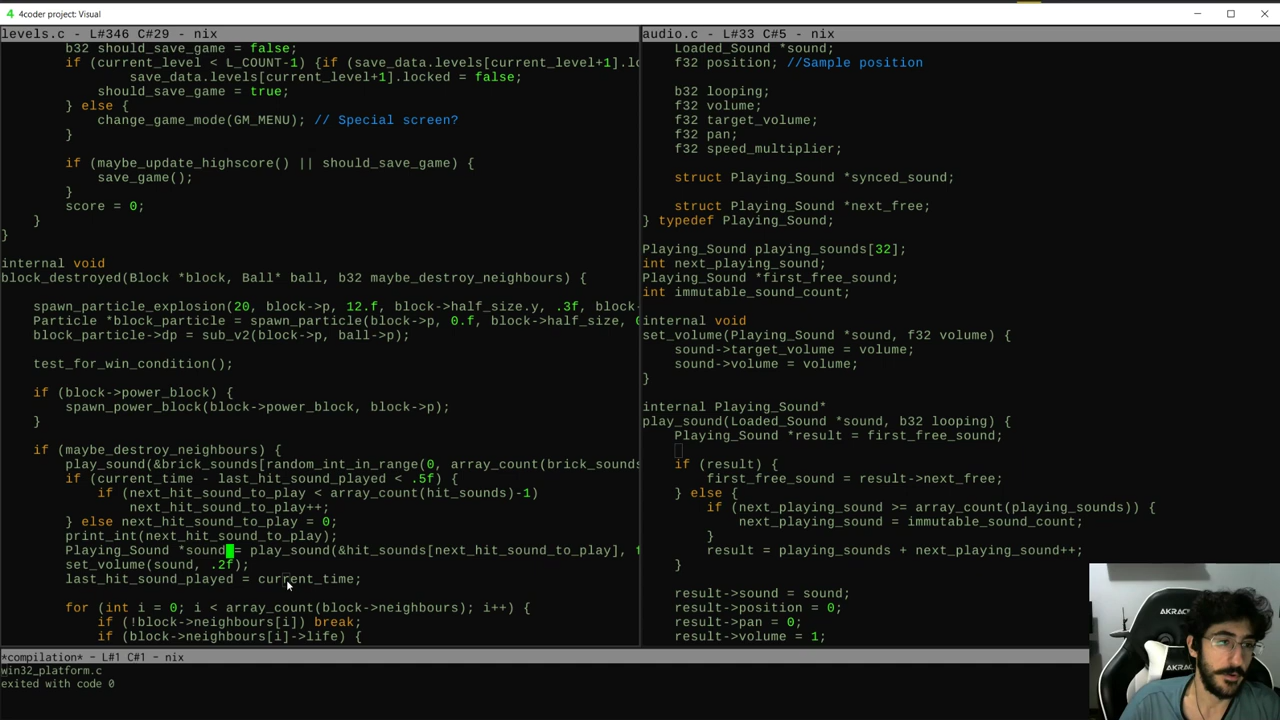 4 4coder project: Visual
levels.c - L#346 C#29 - nix
b32 should_save_game = false;
if (current_level < L_COUNT-1) {if (save_data.levels[current_level+1].lo
save_data.levels[current_level+1].locked = false;
should_save_game = true;
} else {
change_game_mode(GM_MENU); // Special screen?
}
if (maybe_update_highscore() || should_save_game) {
save_game();
}
score = 0;
}
}
internal void
block_destroyed(Block *block, Ball* ball, b32 maybe_destroy_neighbours) {
spawn_particle_explosion(20, block->p, 12.f, block->half_size.y, .3f, block-
Particle *block_particle = spawn_particle(block->p, 0.f, block->half_size, 0
block_particle->dp = sub_v2(block->p, ball->p);
test_for_win_condition();
if (block->power_block) {
spawn_power_block(block->power_block, block->p);
}
if (maybe_destroy_neighbours) {
play_sound(&brick_sounds[random_int_in_range(0, array_count(brick_sounds
if (current_time - last_hit_sound_played < .5f) {
if (next_hit_sound_to_play < array_count(hit_sounds)-1)
next_hit_sound_to_play++;
} else next_hit_sound_to_play = 0;
print_int(next_hit_sound_to_play);
Playing_Sound *sound = play_sound(&hit_sounds[next_hit_sound_to_play], f
set_volume(sound, .2f);
last_hit_sound_played = current_time;
for (int i = 0; i < array_count(block->neighbours); i++) {
if (!block->neighbours[i]) break;
if (block->neighbours[i]->life) {
audio.c - L#33 C#5 - nix
Loaded_Sound *sound;
f32 position; //Sample position
b32 looping;
f32 volume;
f32 target_volume;
f32 pan;
f32 speed_multiplier;
struct Playing_Sound *synced_sound;
struct Playing_Sound *next_free;
} typedef Playing_Sound;
Playing_Sound playing_sounds[32];
int next_playing_sound;
Playing_Sound *first_free_sound;
int immutable_sound_count;
internal void
set_volume(Playing_Sound *sound, f32 volume) {
sound->target_volume = volume;
sound->volume = volume;
}
internal Playing_Sound*
play_sound(Loaded_Sound *sound, b32 looping) {
Playing_Sound *result = first_free_sound;
if (result) {
first_free_sound = result->next_free;
} else {
if (next_playing_sound >= array_count(playing_sounds)) {
next_playing_sound = immutable_sound_count;
}
result = playing_sounds + next_playing_sound++;
}
result->sound = sound;
result->position = 0;
result->pan = 0;
result->volume = 1;
*compilation* - L#1 C#1 - nix
win32_platform.c
exited with code 0
AKRAC
AKRA